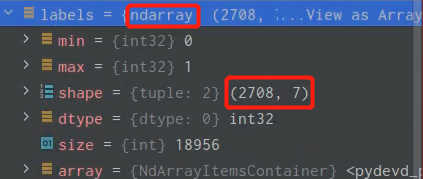 labels = {ndarray (2708, 7...View as Array
min = {int32} 0
max = {int32} 1
shape = {tuple: 2} (2708, 7)
dtype = {dtype: 0} int32
size = {int} 18956
array = {NdArrayItemsContainer} <pydevd_p